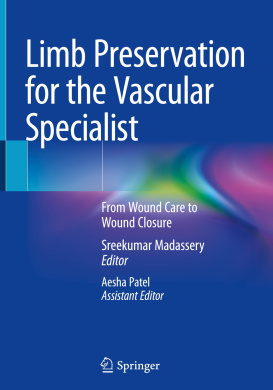 Limb Preservation
for the Vascular
Specialist
From Wound Care to
Wound Closure
Sreekumar Madassery
Editor
Aesha Patel
Assistant Editor
Springer